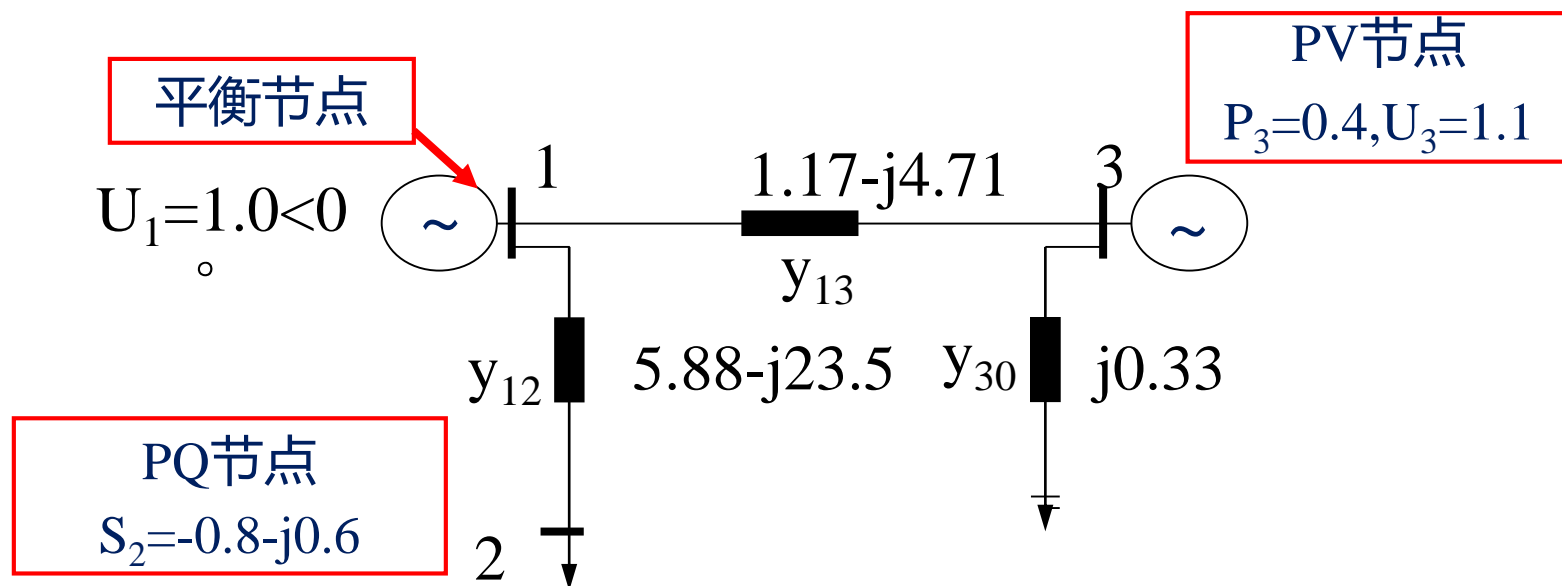 PV节点
P₃=0.4,U₃=1.1
平衡节点
1
1.17-j4.71
3
U₁=1.0<0
。
~
~
y₁₃
y₁₂
5.88-j23.5
y₃₀
j0.33
PQ节点
S₂=-0.8-j0.6
2